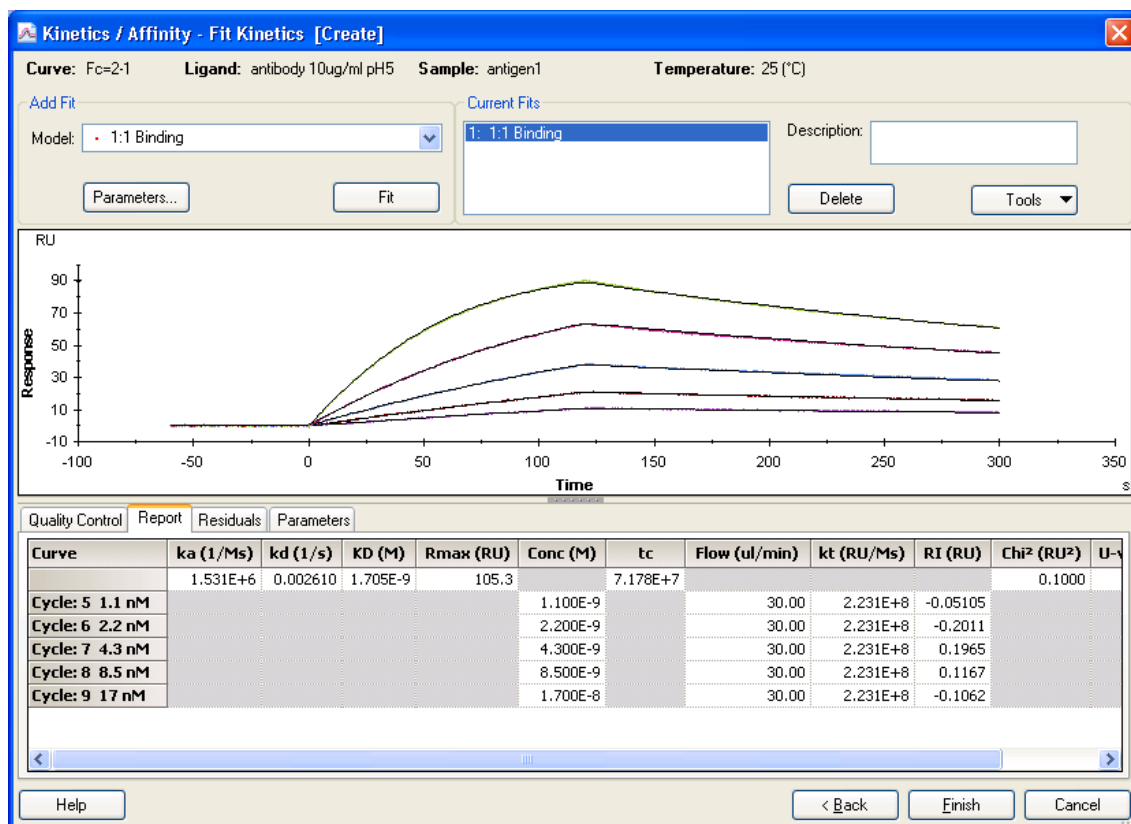 Kinetics / Affinity - Fit Kinetics [Create]
Curve: Fc=2-1 Ligand: antibody 10ug/ml pH5 Sample: antigen1 Temperature: 25 (°C)
Add Fit
Model: 1:1 Binding
Parameters... Fit
Current Fits
1: 1:1 Binding
Description:
Delete Tools
RU
90
70
50
30
10
-10
Response
-100 -50 0 50 100 150 200 250 300 350
Time s
Quality Control Report Residuals Parameters
Curve ka (1/Ms) kd (1/s) KD (M) Rmax (RU) Conc (M) tc Flow (ul/min) kt (RU/Ms) RI (RU) Chi² (RU²)
1.531E+6 0.002610 1.705E-9 105.3 7.178E+7 0.1000
Cycle: 5 1.1 nM 1.100E-9 30.00 2.231E+8 -0.05105
Cycle: 6 2.2 nM 2.200E-9 30.00 2.231E+8 -0.2011
Cycle: 7 4.3 nM 4.300E-9 30.00 2.231E+8 0.1965
Cycle: 8 8.5 nM 8.500E-9 30.00 2.231E+8 0.1167
Cycle: 9 17 nM 1.700E-8 30.00 2.231E+8 -0.1062
Help < Back Finish Cancel